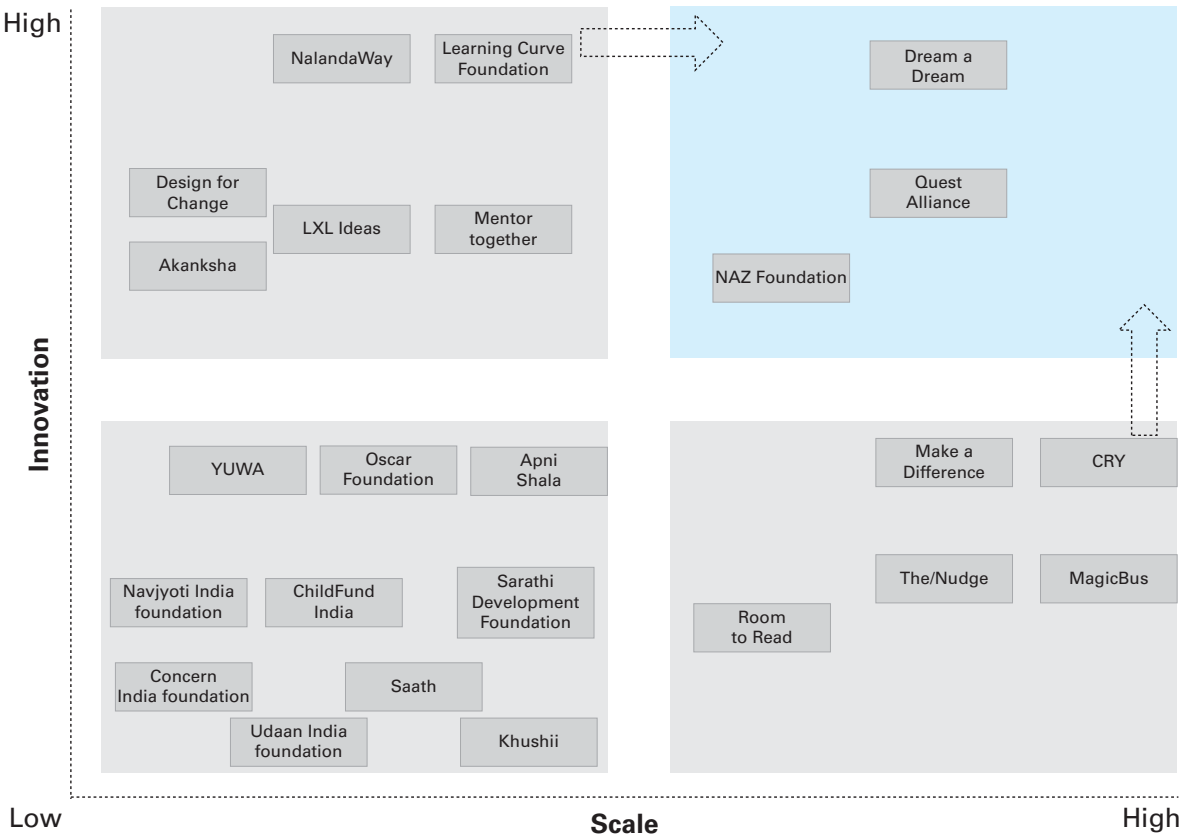 High
NalandaWay
Learning Curve
Foundation
Dream a
Dream
Design for
Change
Quest
Alliance
LXL Ideas
Mentor
together
Akanksha
NAZ Foundation
Innovation
YUWA
Oscar
Foundation
Apni
Shala
Make a
Difference
CRY
Navjyoti India
foundation
ChildFund
India
Sarathi
Development
Foundation
The/Nudge
MagicBus
Room
to Read
Concern
India foundation
Saath
Udaan India
foundation
Khushii
Low
Scale
High